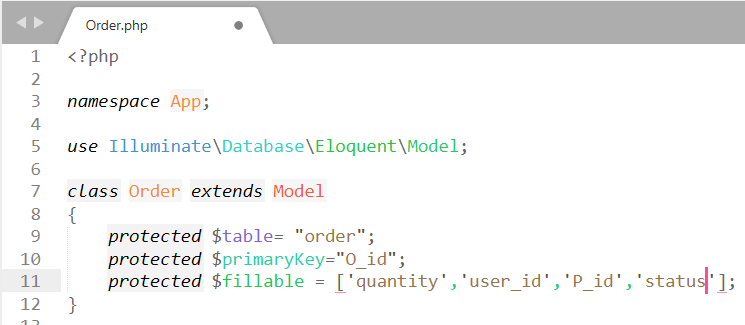 Order.php
1 <?php
2
3 namespace App;
4
5 use Illuminate\Database\Eloquent\Model;
6
7 class Order extends Model
8 {
9 protected $table= "order";
10 protected $primaryKey="O_id";
11 protected $fillable = ['quantity','user_id','P_id','status'];
12 }
13